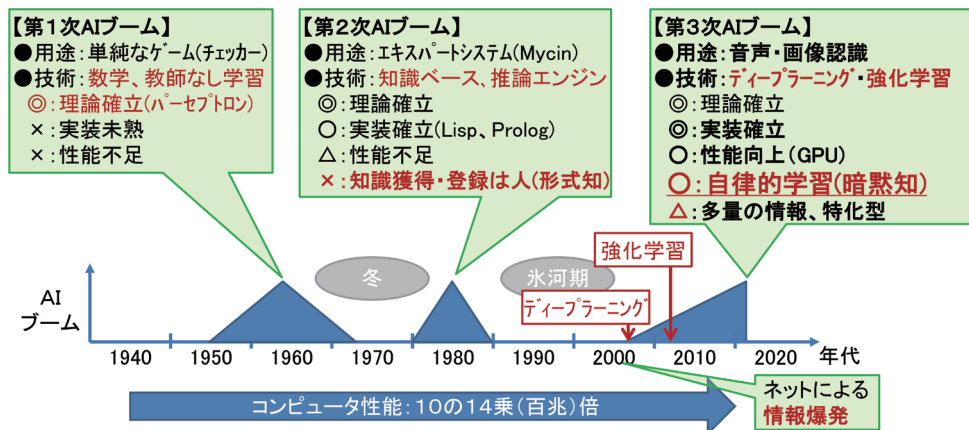 【第１次AIブーム】
●用途：単純なゲーム(チェッカー)
●技術：数学、教師なし学習
◎：理論確立(パーセプトロン)
×：実装未熟
×：性能不足
【第２次AIブーム】
●用途：エキスパートシステム(Mycin)
●技術：知識ベース、推論エンジン
◎：理論確立
○：実装確立(Lisp、Prolog)
△：性能不足
×：知識獲得・登録は人(形式知)
【第３次AIブーム】
●用途：音声・画像認識
●技術：ディープラーニング・強化学習
◎：理論確立
◎：実装確立
○：性能向上（GPU）
○：自律的学習(暗黙知)
△：多量の情報、特化型
冬
氷河期
強化学習
ディープラーニング
AI
ブーム
1940 1950 1960 1970 1980 1990 2000 2010 2020 年代
コンピュータ性能：１０の１４乗（百兆）倍
ネットによる
情報爆発